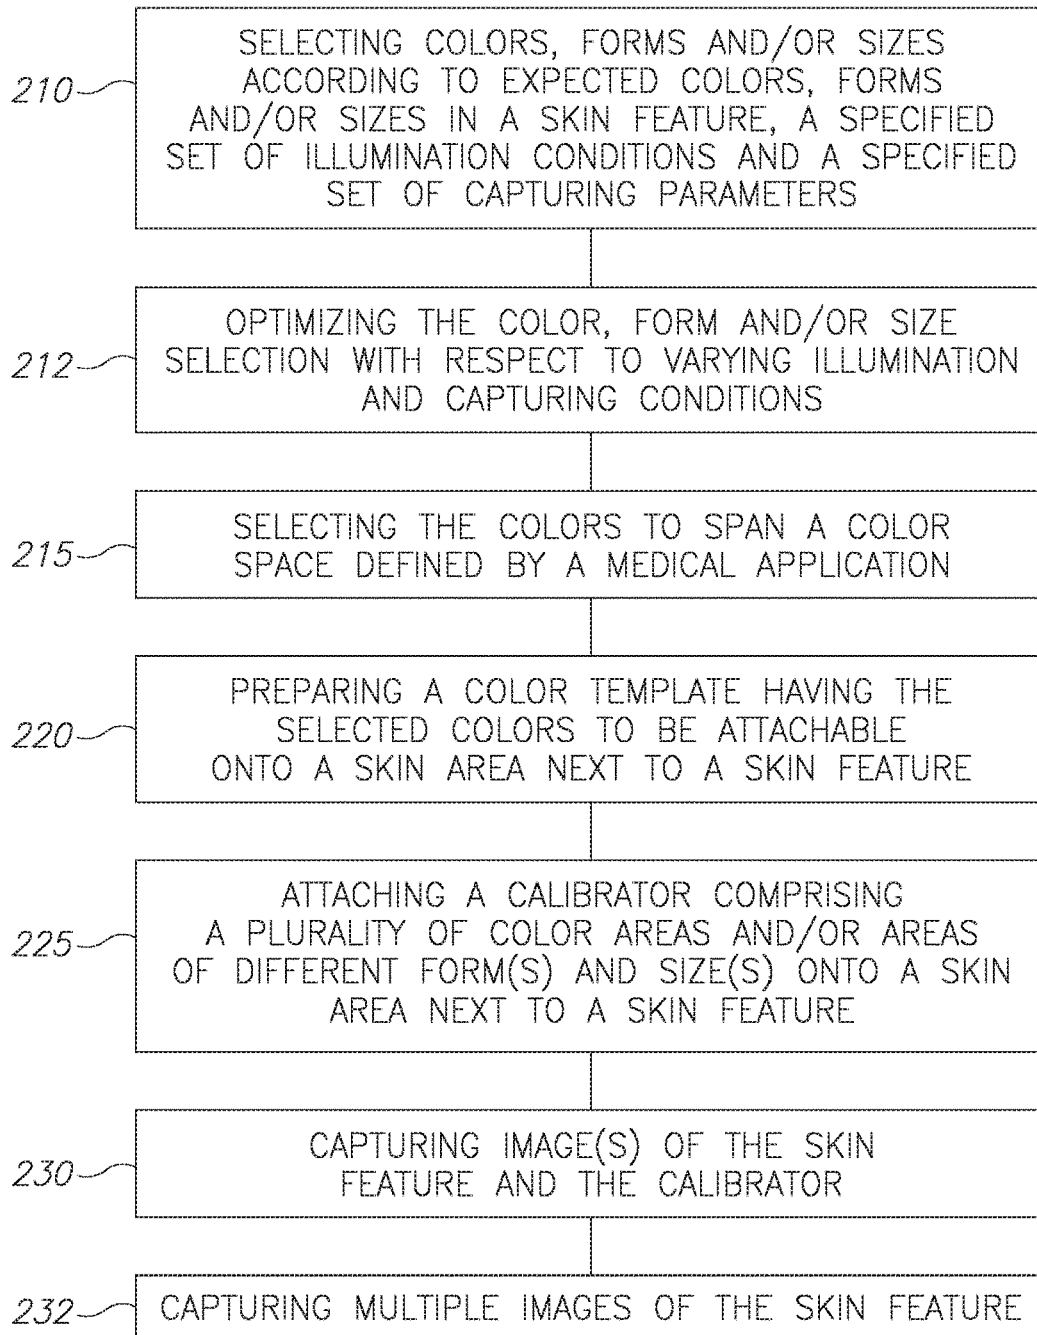 210
SELECTING COLORS, FORMS AND/OR SIZES
ACCORDING TO EXPECTED COLORS, FORMS
AND/OR SIZES IN A SKIN FEATURE, A SPECIFIED
SET OF ILLUMINATION CONDITIONS AND A SPECIFIED
SET OF CAPTURING PARAMETERS
212
OPTIMIZING THE COLOR, FORM AND/OR SIZE
SELECTION WITH RESPECT TO VARYING ILLUMINATION
AND CAPTURING CONDITIONS
215
SELECTING THE COLORS TO SPAN A COLOR
SPACE DEFINED BY A MEDICAL APPLICATION
220
PREPARING A COLOR TEMPLATE HAVING THE
SELECTED COLORS TO BE ATTACHABLE
ONTO A SKIN AREA NEXT TO A SKIN FEATURE
225
ATTACHING A CALIBRATOR COMPRISING
A PLURALITY OF COLOR AREAS AND/OR AREAS
OF DIFFERENT FORM(S) AND SIZE(S) ONTO A SKIN
AREA NEXT TO A SKIN FEATURE
230
CAPTURING IMAGE(S) OF THE SKIN
FEATURE AND THE CALIBRATOR
232
CAPTURING MULTIPLE IMAGES OF THE SKIN FEATURE